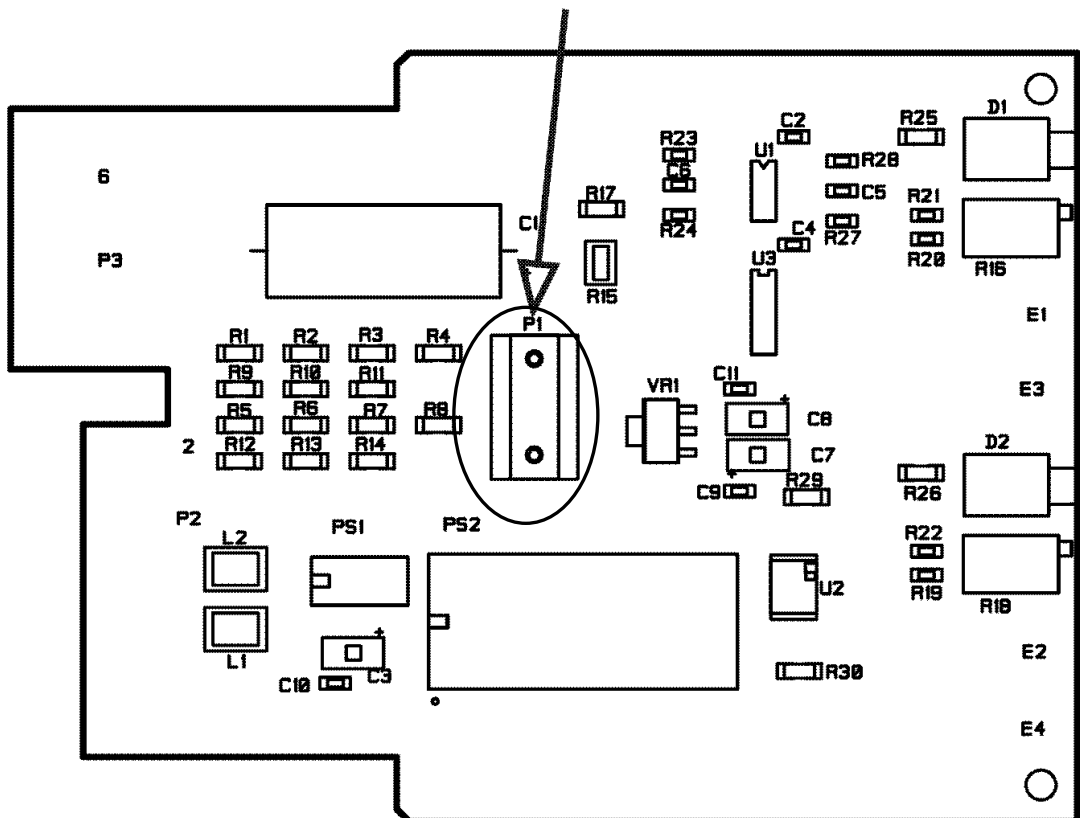 D1
R25
C2
R23
U1
R28
C6
6
R17
C5
R21
C1
R24
R27
C4
P3
R20
U3
R16
R15
E1
P1
R1 R2 R3 R4
R9 R10 R11
C11
VR1
E3
R5 R6 R7 R8
C8
2
R12 R13 R14
D2
C7
R29
C9
R26
P2
PS1
PS2
L2
R22
U2
R19
R18
L1
E2
C10
C3
R30
E4
+
+
+